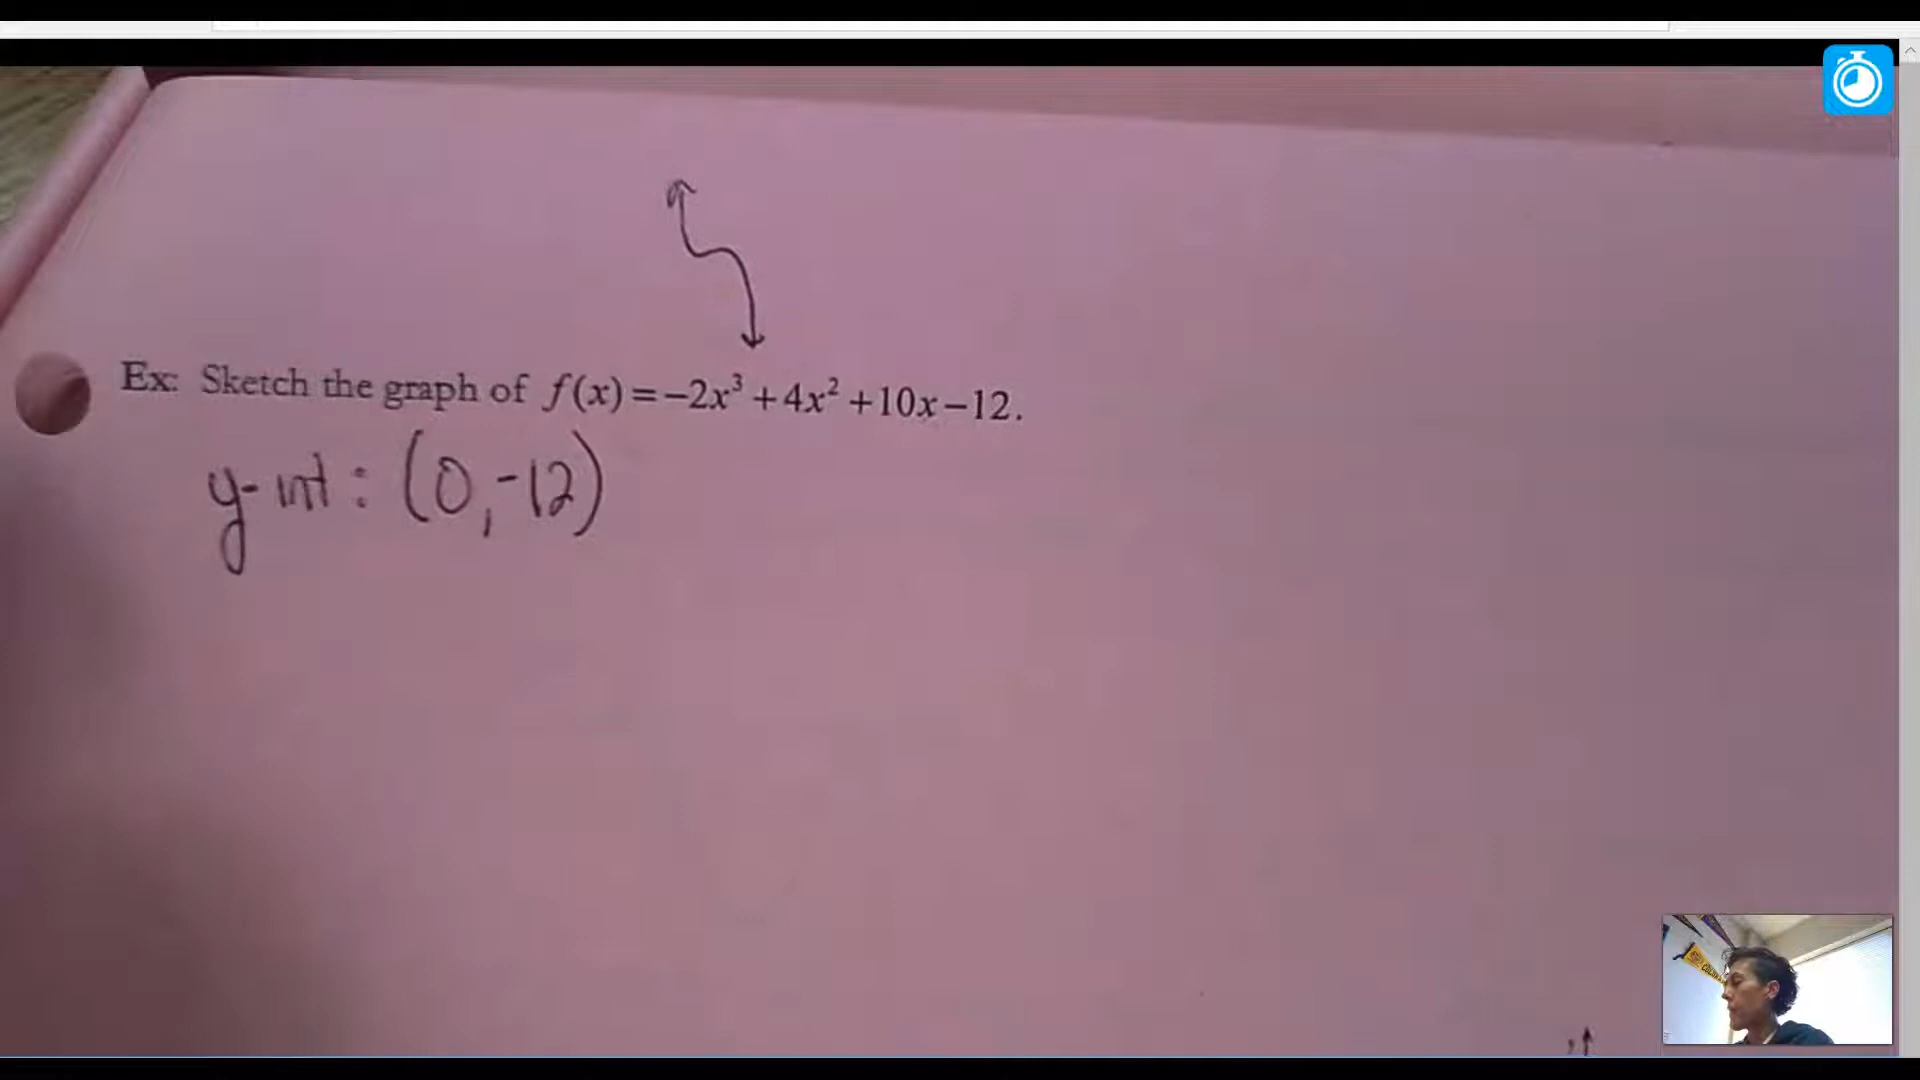 Ex: Sketch the graph of f(x)=−2x³+4x²+10x−12.
y-int: (0,-12)